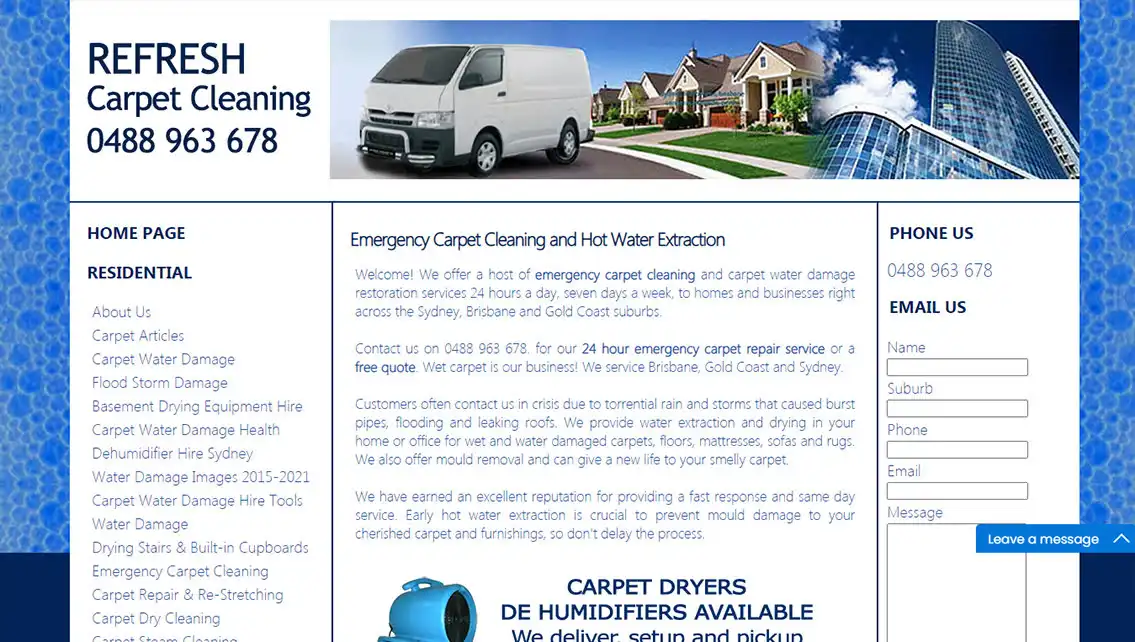 REFRESH
Carpet Cleaning
0488 963 678
HOME PAGE
RESIDENTIAL
About Us
Carpet Articles
Carpet Water Damage
Flood Storm Damage
Basement Drying Equipment Hire
Carpet Water Damage Health
Dehumidifier Hire Sydney
Water Damage Images 2015-2021
Carpet Water Damage Hire Tools
Water Damage
Drying Stairs & Built-in Cupboards
Emergency Carpet Cleaning
Carpet Repair & Re-Stretching
Carpet Dry Cleaning
Carpet Steam Cleaning
Emergency Carpet Cleaning and Hot Water Extraction
Welcome! We offer a host of emergency carpet cleaning and carpet water damage
restoration services 24 hours a day, seven days a week, to homes and businesses right
across the Sydney, Brisbane and Gold Coast suburbs.
Contact us on 0488 963 678. for our 24 hour emergency carpet repair service or a
free quote. Wet carpet is our business! We service Brisbane, Gold Coast and Sydney.
Customers often contact us in crisis due to torrential rain and storms that caused burst
pipes, flooding and leaking roofs. We provide water extraction and drying in your
home or office for wet and water damaged carpets, floors, mattresses, sofas and rugs.
We also offer mould removal and can give a new life to your smelly carpet.
We have earned an excellent reputation for providing a fast response and same day
service. Early hot water extraction is crucial to prevent mould damage to your
cherished carpet and furnishings, so don't delay the process.
CARPET DRYERS
DE HUMIDIFIERS AVAILABLE
We deliver, setup and pickup
PHONE US
0488 963 678
EMAIL US
Name
Suburb
Phone
Email
Message
Leave a message